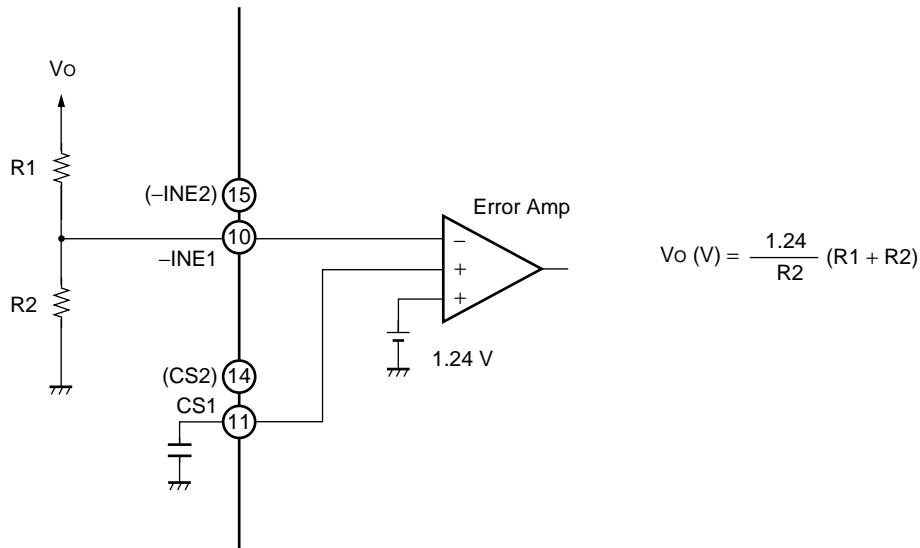 Vo
R1
(−INE2) 15
Error Amp
10
−INE1
−
+
+
R2
1.24 V
(CS2) 14
CS1
11
Vo (V) = 1.24 / R2 (R1 + R2)